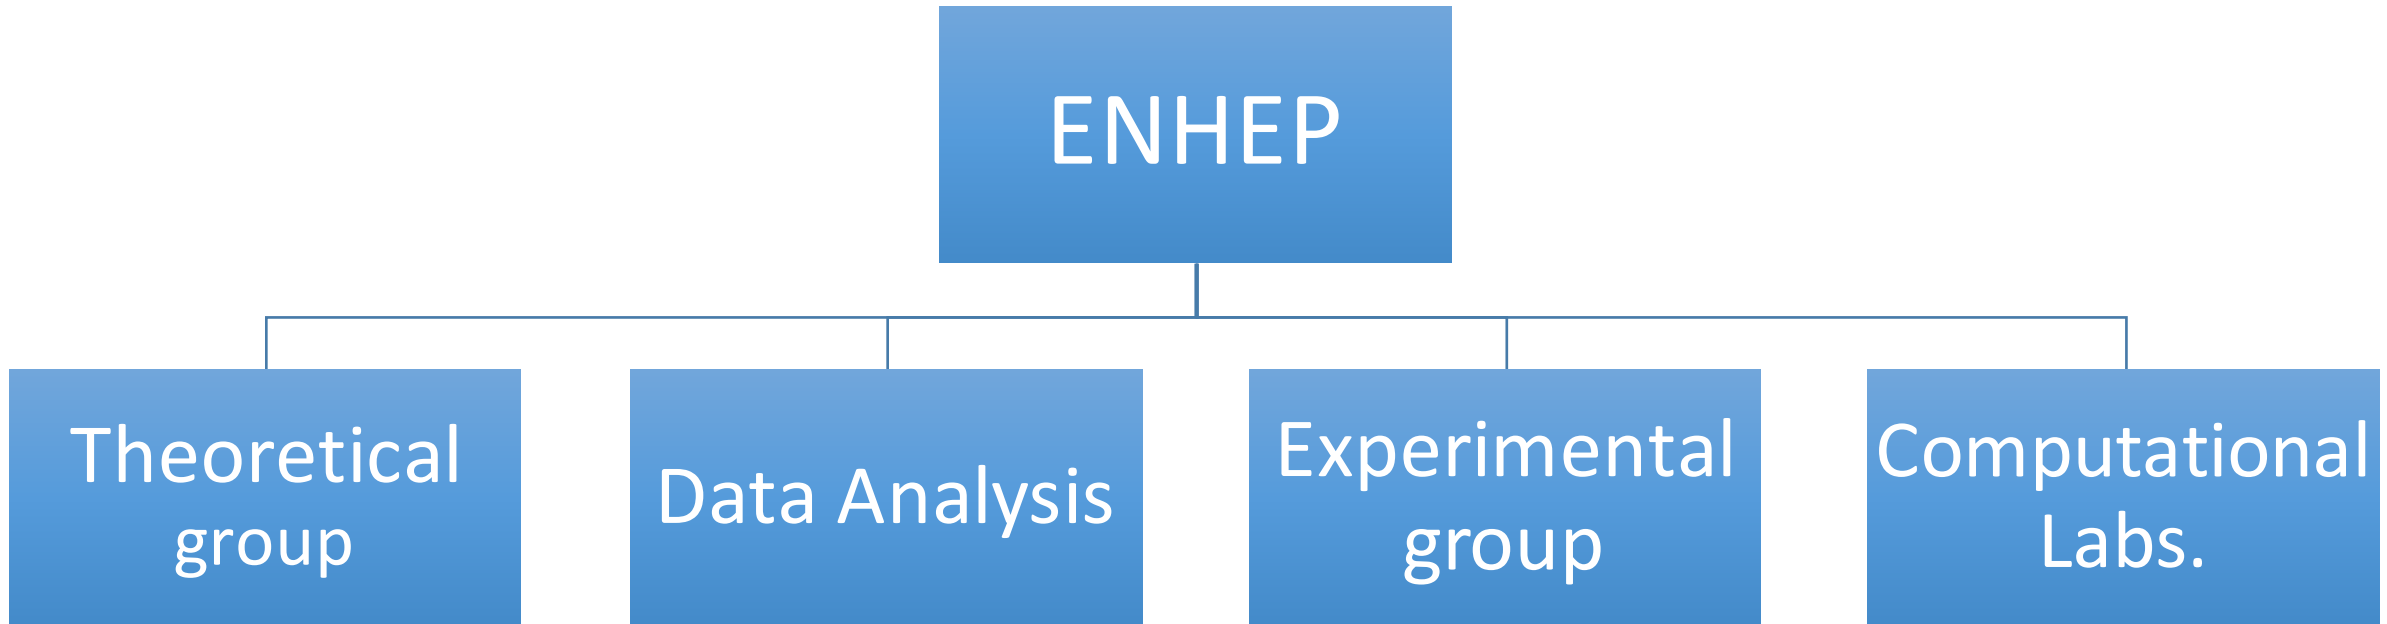 ENHEP
Theoretical
group
Data Analysis
Experimental
group
Computational
Labs.